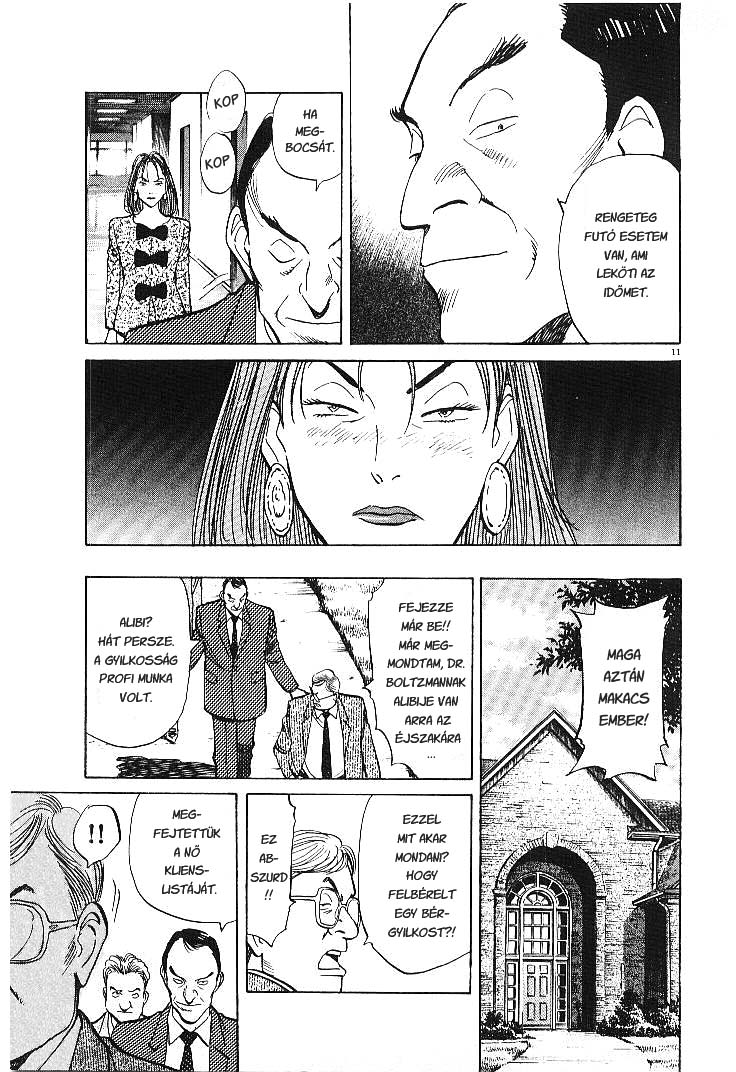 RENGETEG
FUTÓ ESETEM
VAN, AMI
LEKÖTI AZ
IDŐMET.
HA
MEG-
BOCSÁT.
KOP
KOP
11
MAGA
AZTÁN
MAKACS
EMBER!
FEJEZZE
MÁR BE!!
MÁR MEG-
MONDTAM, DR.
BOLTZMANNAK
ALIBIJE VAN
ARRA AZ
ÉJSZAKÁRA
...
ALIBI?
HÁT PERSZE.
A GYILKOSSÁG
PROFI MUNKA
VOLT.
EZZEL
MIT AKAR
MONDANI?
HOGY
FELBÉRELT
EGY BÉR-
GYILKOST?!
EZ
AB-
SZURD
!!
MEG-
FEJTETTÜK
A NŐ
KLIENS-
LISTÁJÁT.
!!